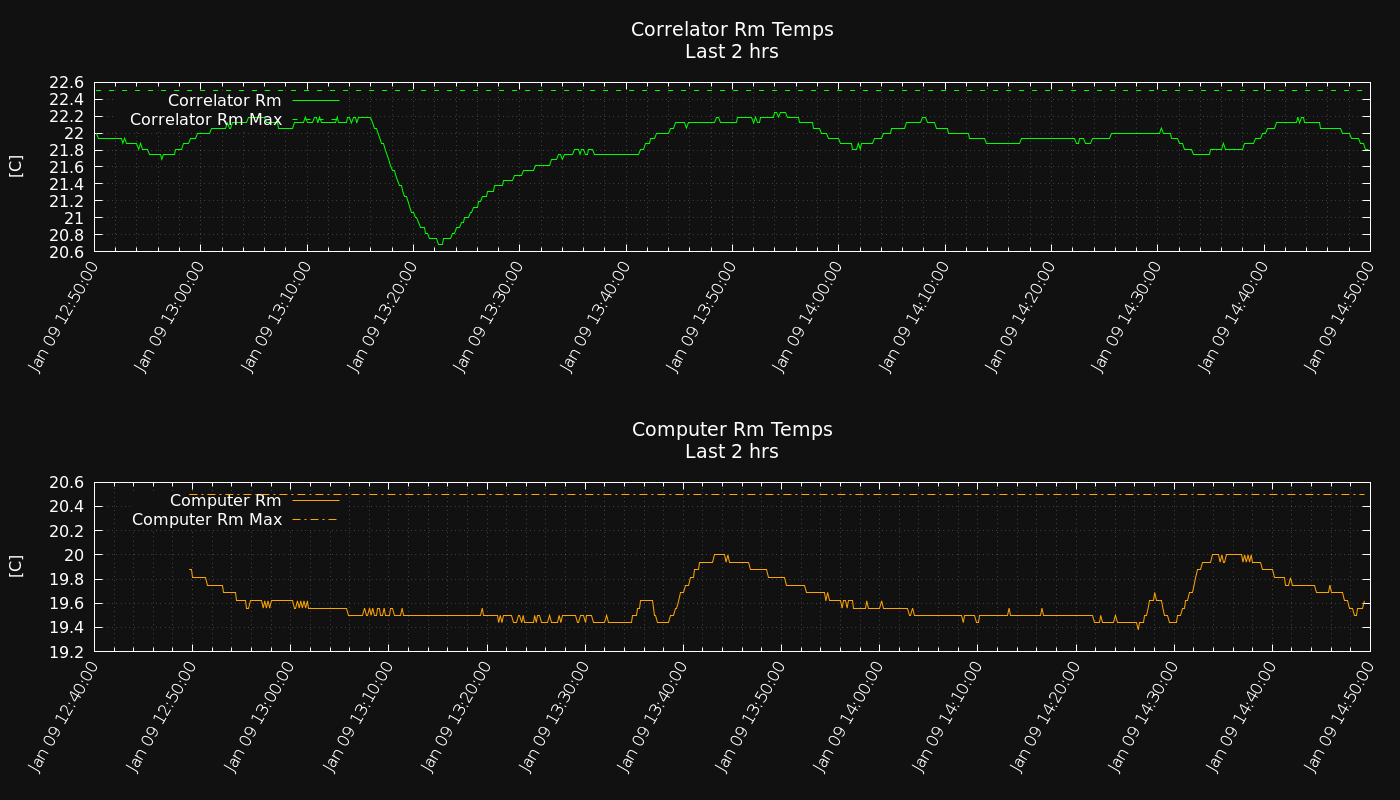 Correlator Rm Temps
Last 2 hrs
22.6
22.4
22.2
22
21.8
21.6
21.4
21.2
21
20.8
20.6
[C]
Correlator Rm
Correlator Rm Max
Jan 09 12:50:00
Jan 09 13:00:00
Jan 09 13:10:00
Jan 09 13:20:00
Jan 09 13:30:00
Jan 09 13:40:00
Jan 09 13:50:00
Jan 09 14:00:00
Jan 09 14:10:00
Jan 09 14:20:00
Jan 09 14:30:00
Jan 09 14:40:00
Jan 09 14:50:00
Computer Rm Temps
Last 2 hrs
20.6
20.4
20.2
20
19.8
19.6
19.4
19.2
[C]
Computer Rm
Computer Rm Max
Jan 09 12:40:00
Jan 09 12:50:00
Jan 09 13:00:00
Jan 09 13:10:00
Jan 09 13:20:00
Jan 09 13:30:00
Jan 09 13:40:00
Jan 09 13:50:00
Jan 09 14:00:00
Jan 09 14:10:00
Jan 09 14:20:00
Jan 09 14:30:00
Jan 09 14:40:00
Jan 09 14:50:00